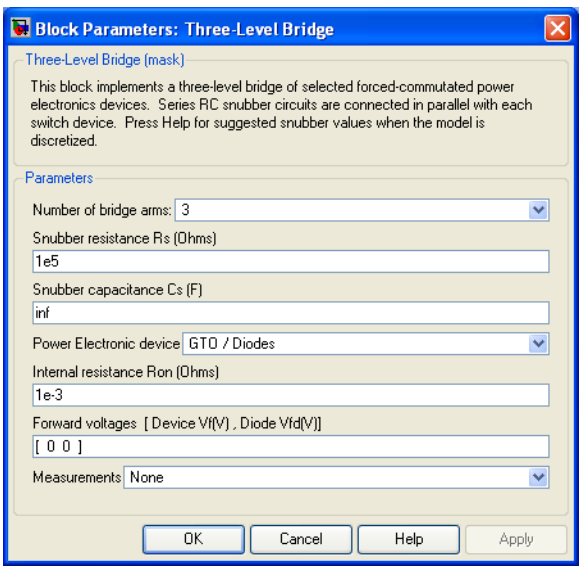 Block Parameters: Three-Level Bridge
Three-Level Bridge (mask)
This block implements a three-level bridge of selected forced-commutated power
electronics devices.  Series RC snubber circuits are connected in parallel with each
switch device.  Press Help for suggested snubber values when the model is
discretized.
Parameters
Number of bridge arms: 3
Snubber resistance Rs (Ohms)
1e5
Snubber capacitance Cs (F)
inf
Power Electronic device GTO / Diodes
Internal resistance Ron (Ohms)
1e-3
Forward voltages  [ Device Vf(V) , Diode Vfd(V)]
[ 0 0 ]
Measurements None
OK Cancel Help Apply